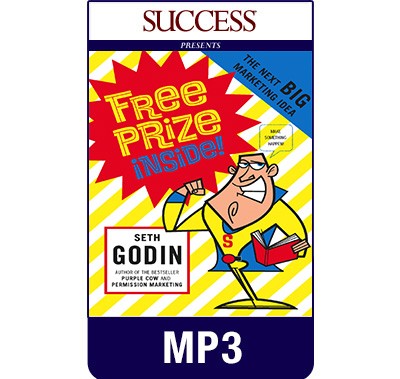 SUCCESS
PRESENTS
THE NEXT BIG
MARKETING IDEA
FREE
PRIZE
INSIDE!
MAKE
SOMETHING
HAPPEN!
S
SETH
GODIN
AUTHOR OF THE BESTSELLER
PURPLE COW AND
PERMISSION MARKETING
MP3